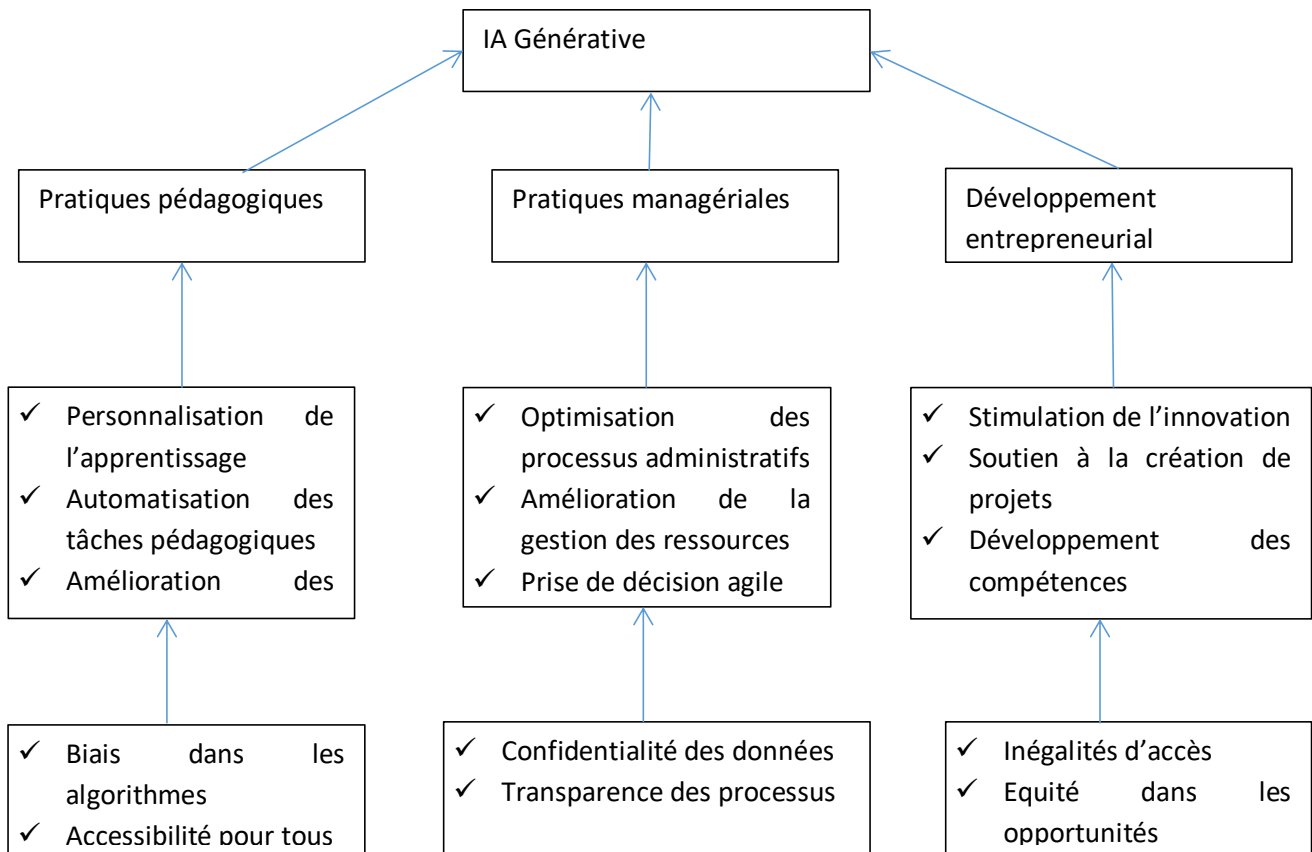 IA Générative
Pratiques pédagogiques
Pratiques managériales
Développement
entrepreneurial
✓ Personnalisation de
l’apprentissage
✓ Automatisation des
tâches pédagogiques
✓ Amélioration des
✓ Optimisation des
processus administratifs
✓ Amélioration de la
gestion des ressources
✓ Prise de décision agile
✓ Stimulation de l’innovation
✓ Soutien à la création de
projets
✓ Développement des
compétences
✓ Biais dans les
algorithmes
✓ Accessibilité pour tous
✓ Confidentialité des données
✓ Transparence des processus
✓ Inégalités d’accès
✓ Equité dans les
opportunités